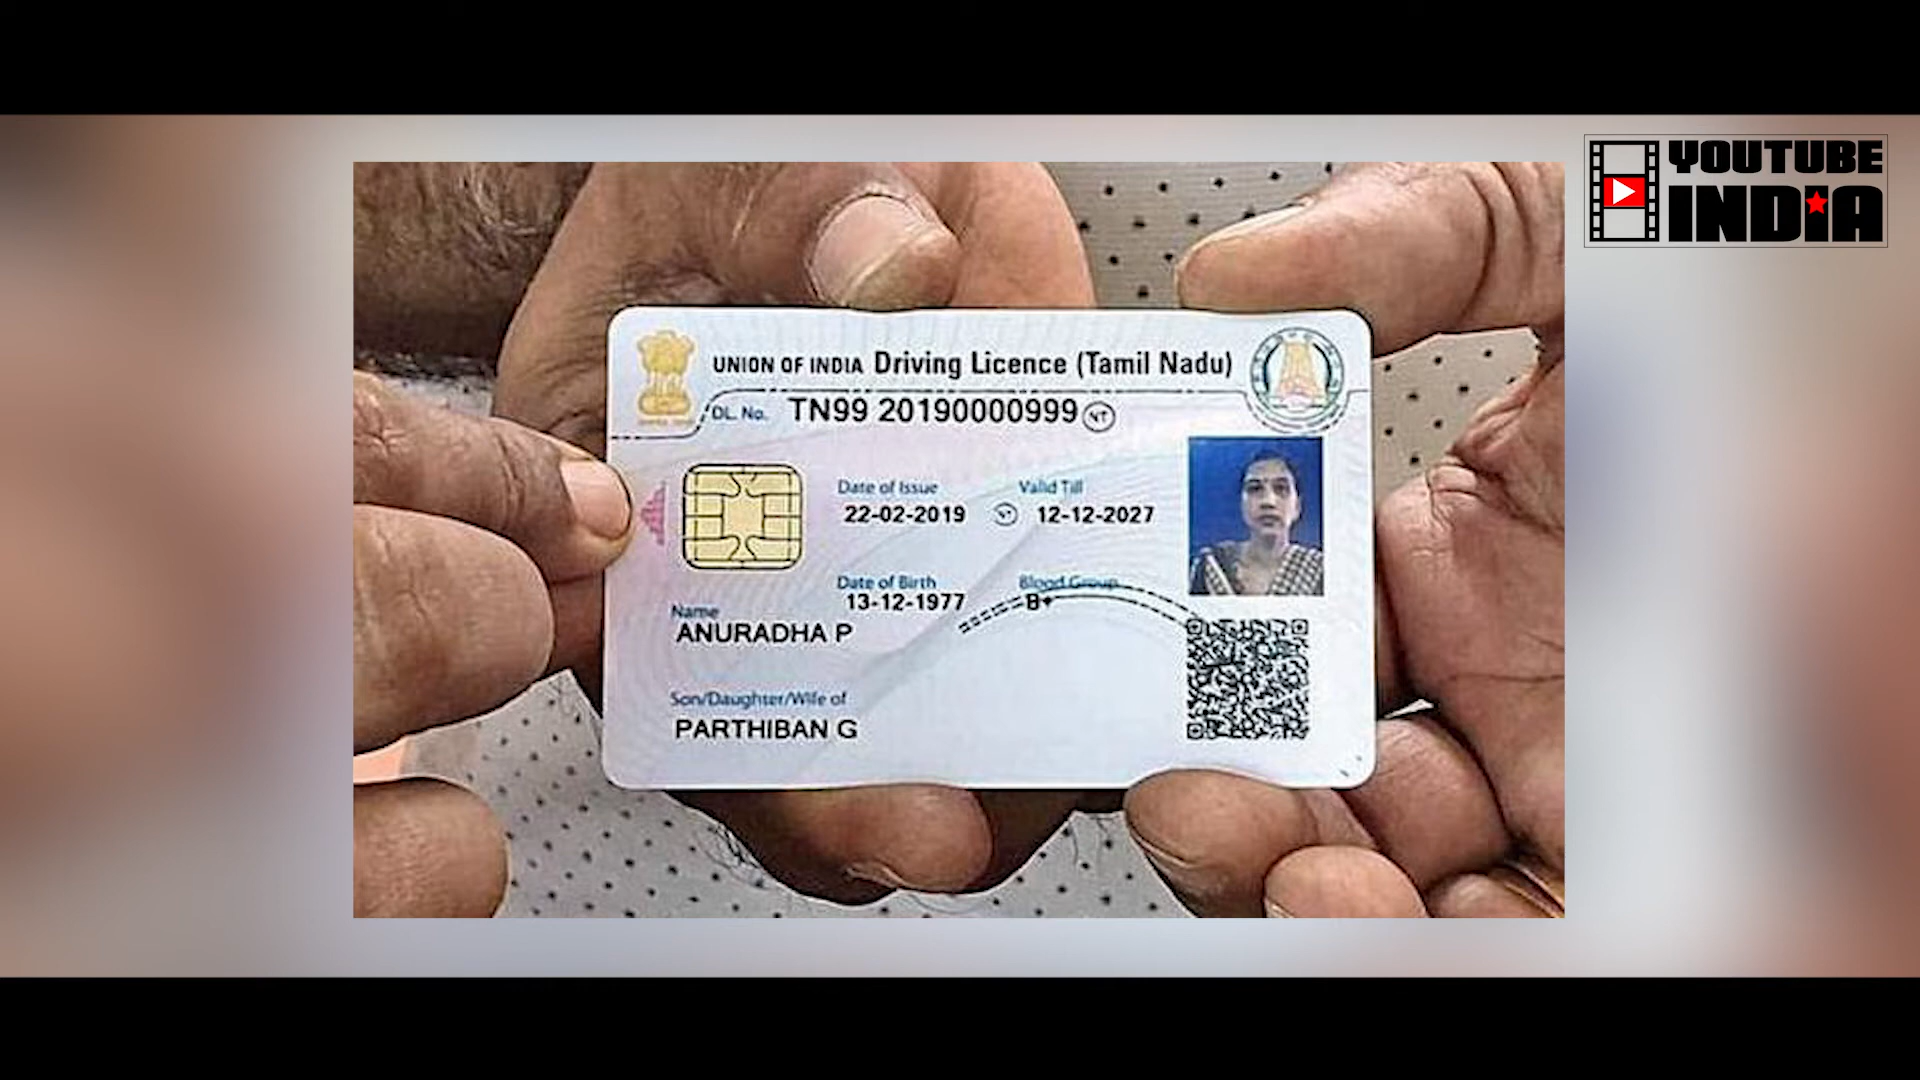 YOUTUBE
INDIA
UNION OF INDIA Driving Licence (Tamil Nadu)
DL. No. TN99 20190000999 NT
Date of Issue Valid Till
22-02-2019 NT 12-12-2027
Date of Birth Blood Group
13-12-1977 B+
Name
ANURADHA P
Son/Daughter/Wife of
PARTHIBAN G